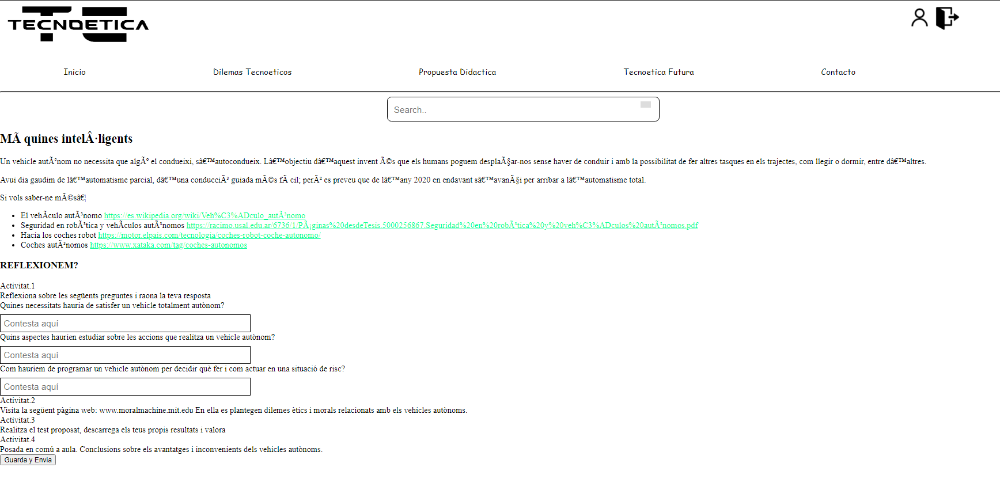 TECNOETICA
Inicio
Dilemas Tecnoeticos
Propuesta Didactica
Tecnoetica Futura
Contacto
Search..
MÃ quines intelÂ·ligents
Un vehicle autÃ²nom no necessita que algÃº el condueixi, sâ€™autocondueix. Lâ€™objectiu dâ€™aquest invent Ã©s que els humans poguem desplaÃ§ar-nos sense haver de conduir i amb la possibilitat de fer altres tasques en els trajectes, com llegir o dormir, entre dâ€™altres.
Avui dia gaudim de lâ€™automatisme parcial, dâ€™una conducciÃ³ guiada mÃ©s fÃ cil; perÃ² es preveu que de lâ€™any 2020 en endavant sâ€™avanÃ§i per arribar a lâ€™automatisme total.
Si vols saber-ne mÃ©sâ€¦
El vehÃculo autÃ³nomo https://es.wikipedia.org/wiki/Veh%C3%ADculo_autÃ³nomo
Seguridad en robÃ³tica y vehÃculos autÃ³nomos https://racimo.usal.edu.ar/6736/1/PÃ¡ginas%20desdeTesis.5000256867.Seguridad%20en%20robÃ³tica%20y%20veh%C3%ADculos%20autÃ³nomos.pdf
Hacia los coches robot https://motor.elpais.com/tecnologia/coches-robot-coche-autonomo/
Coches autÃ³nomos https://www.xataka.com/tag/coches-autonomos
REFLEXIONEM?
Activitat.1
Reflexiona sobre les següents preguntes i raona la teva resposta
Quines necessitats hauria de satisfer un vehicle totalment autònom?
Contesta aquí
Quins aspectes haurien estudiar sobre les accions que realitza un vehicle autònom?
Contesta aquí
Com hauríem de programar un vehicle autònom per decidir què fer i com actuar en una situació de risc?
Contesta aquí
Activitat.2
Visita la següent pàgina web: www.moralmachine.mit.edu En ella es plantegen dilemes ètics i morals relacionats amb els vehicles autònoms.
Activitat.3
Realitza el test proposat, descarrega els teus propis resultats i valora
Activitat.4
Posada en comú a aula. Conclusions sobre els avantatges i inconvenients dels vehicles autònoms.
Guarda y Envia